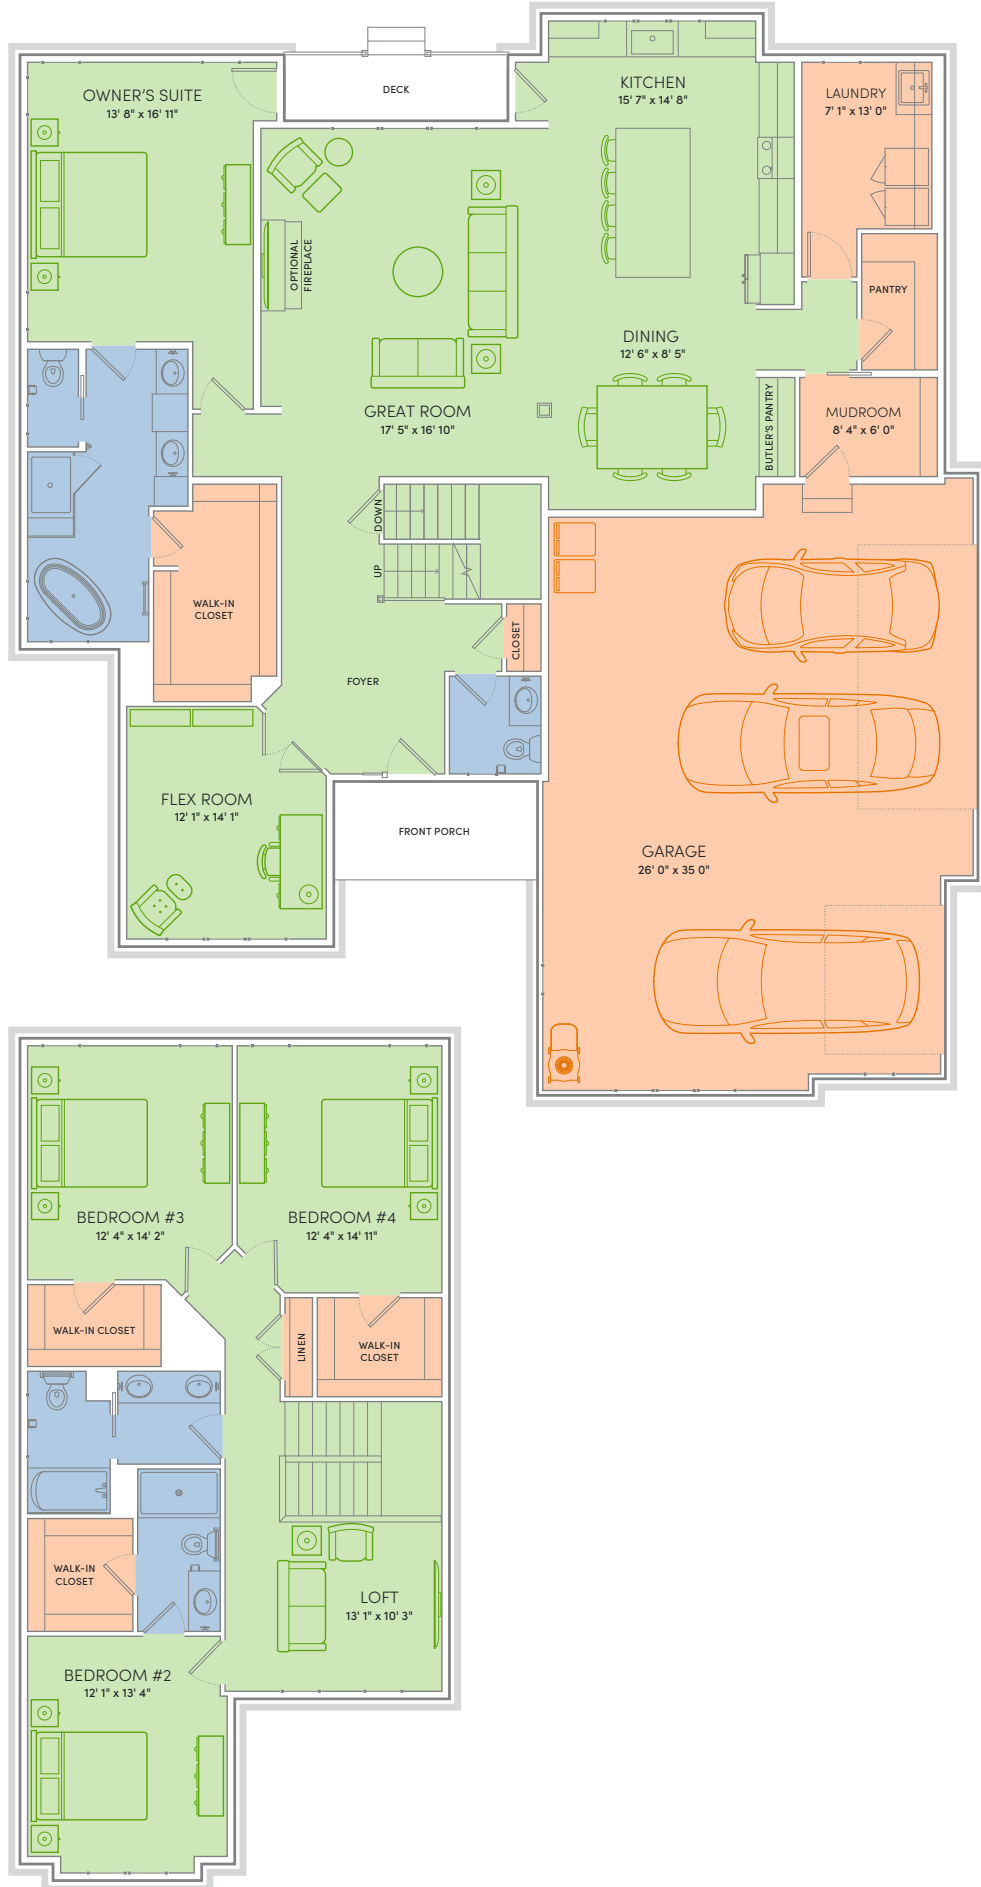 OWNER'S SUITE
13' 8" x 16' 11"
DECK
KITCHEN
15' 7" x 14' 8"
LAUNDRY
7' 1" x 13' 0"
OPTIONAL
FIREPLACE
PANTRY
DINING
12' 6" x 8' 5"
GREAT ROOM
17' 5" x 16' 10"
BUTLER'S PANTRY
MUDROOM
8' 4" x 6' 0"
DOWN
UP
WALK-IN
CLOSET
CLOSET
FOYER
FLEX ROOM
12' 1" x 14' 1"
FRONT PORCH
GARAGE
26' 0" x 35 0"
BEDROOM #3
12' 4" x 14' 2"
BEDROOM #4
12' 4" x 14' 11"
WALK-IN CLOSET
LINEN
WALK-IN
CLOSET
WALK-IN
CLOSET
LOFT
13' 1" x 10' 3"
BEDROOM #2
12' 1" x 13' 4"